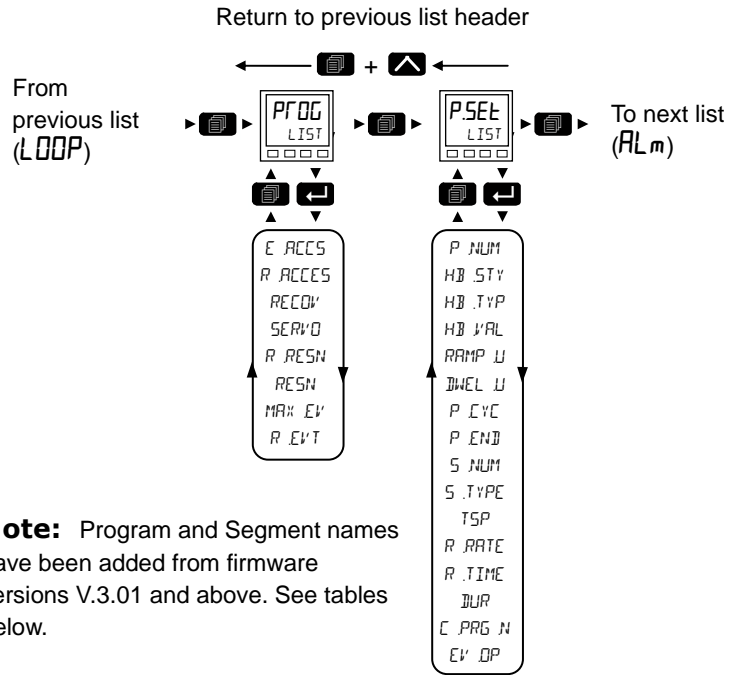 Return to previous list header
+
From
previous list
(LOOP)
PROG
LIST
P.SEt
LIST
To next list
(ALm)
E.ACCS
R.ACCES
RECOV
SERVO
R.RESN
RESN
MAX.EV
R.EVT
P.NUM
HB.STY
HB.TYP
HB.VAL
RAMP.U
DWEL.U
P.CYC
P.END
S.NUM
S.TYPE
TSP
R.RATE
R.TIME
DUR
C.PRG.N
EV.OP
ote: Program and Segment names
ave been added from firmware
ersions V.3.01 and above. See tables
elow.